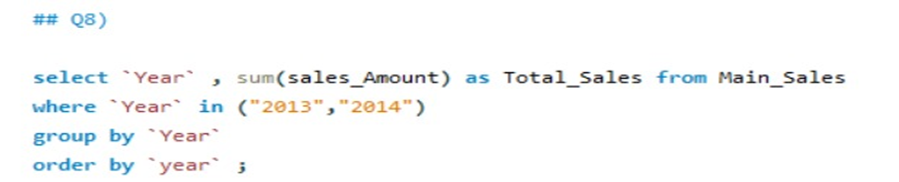 ## Q8)
select `Year` , sum(sales_Amount) as Total_Sales from Main_Sales
where `Year` in ("2013","2014")
group by `Year`
order by `year` ;